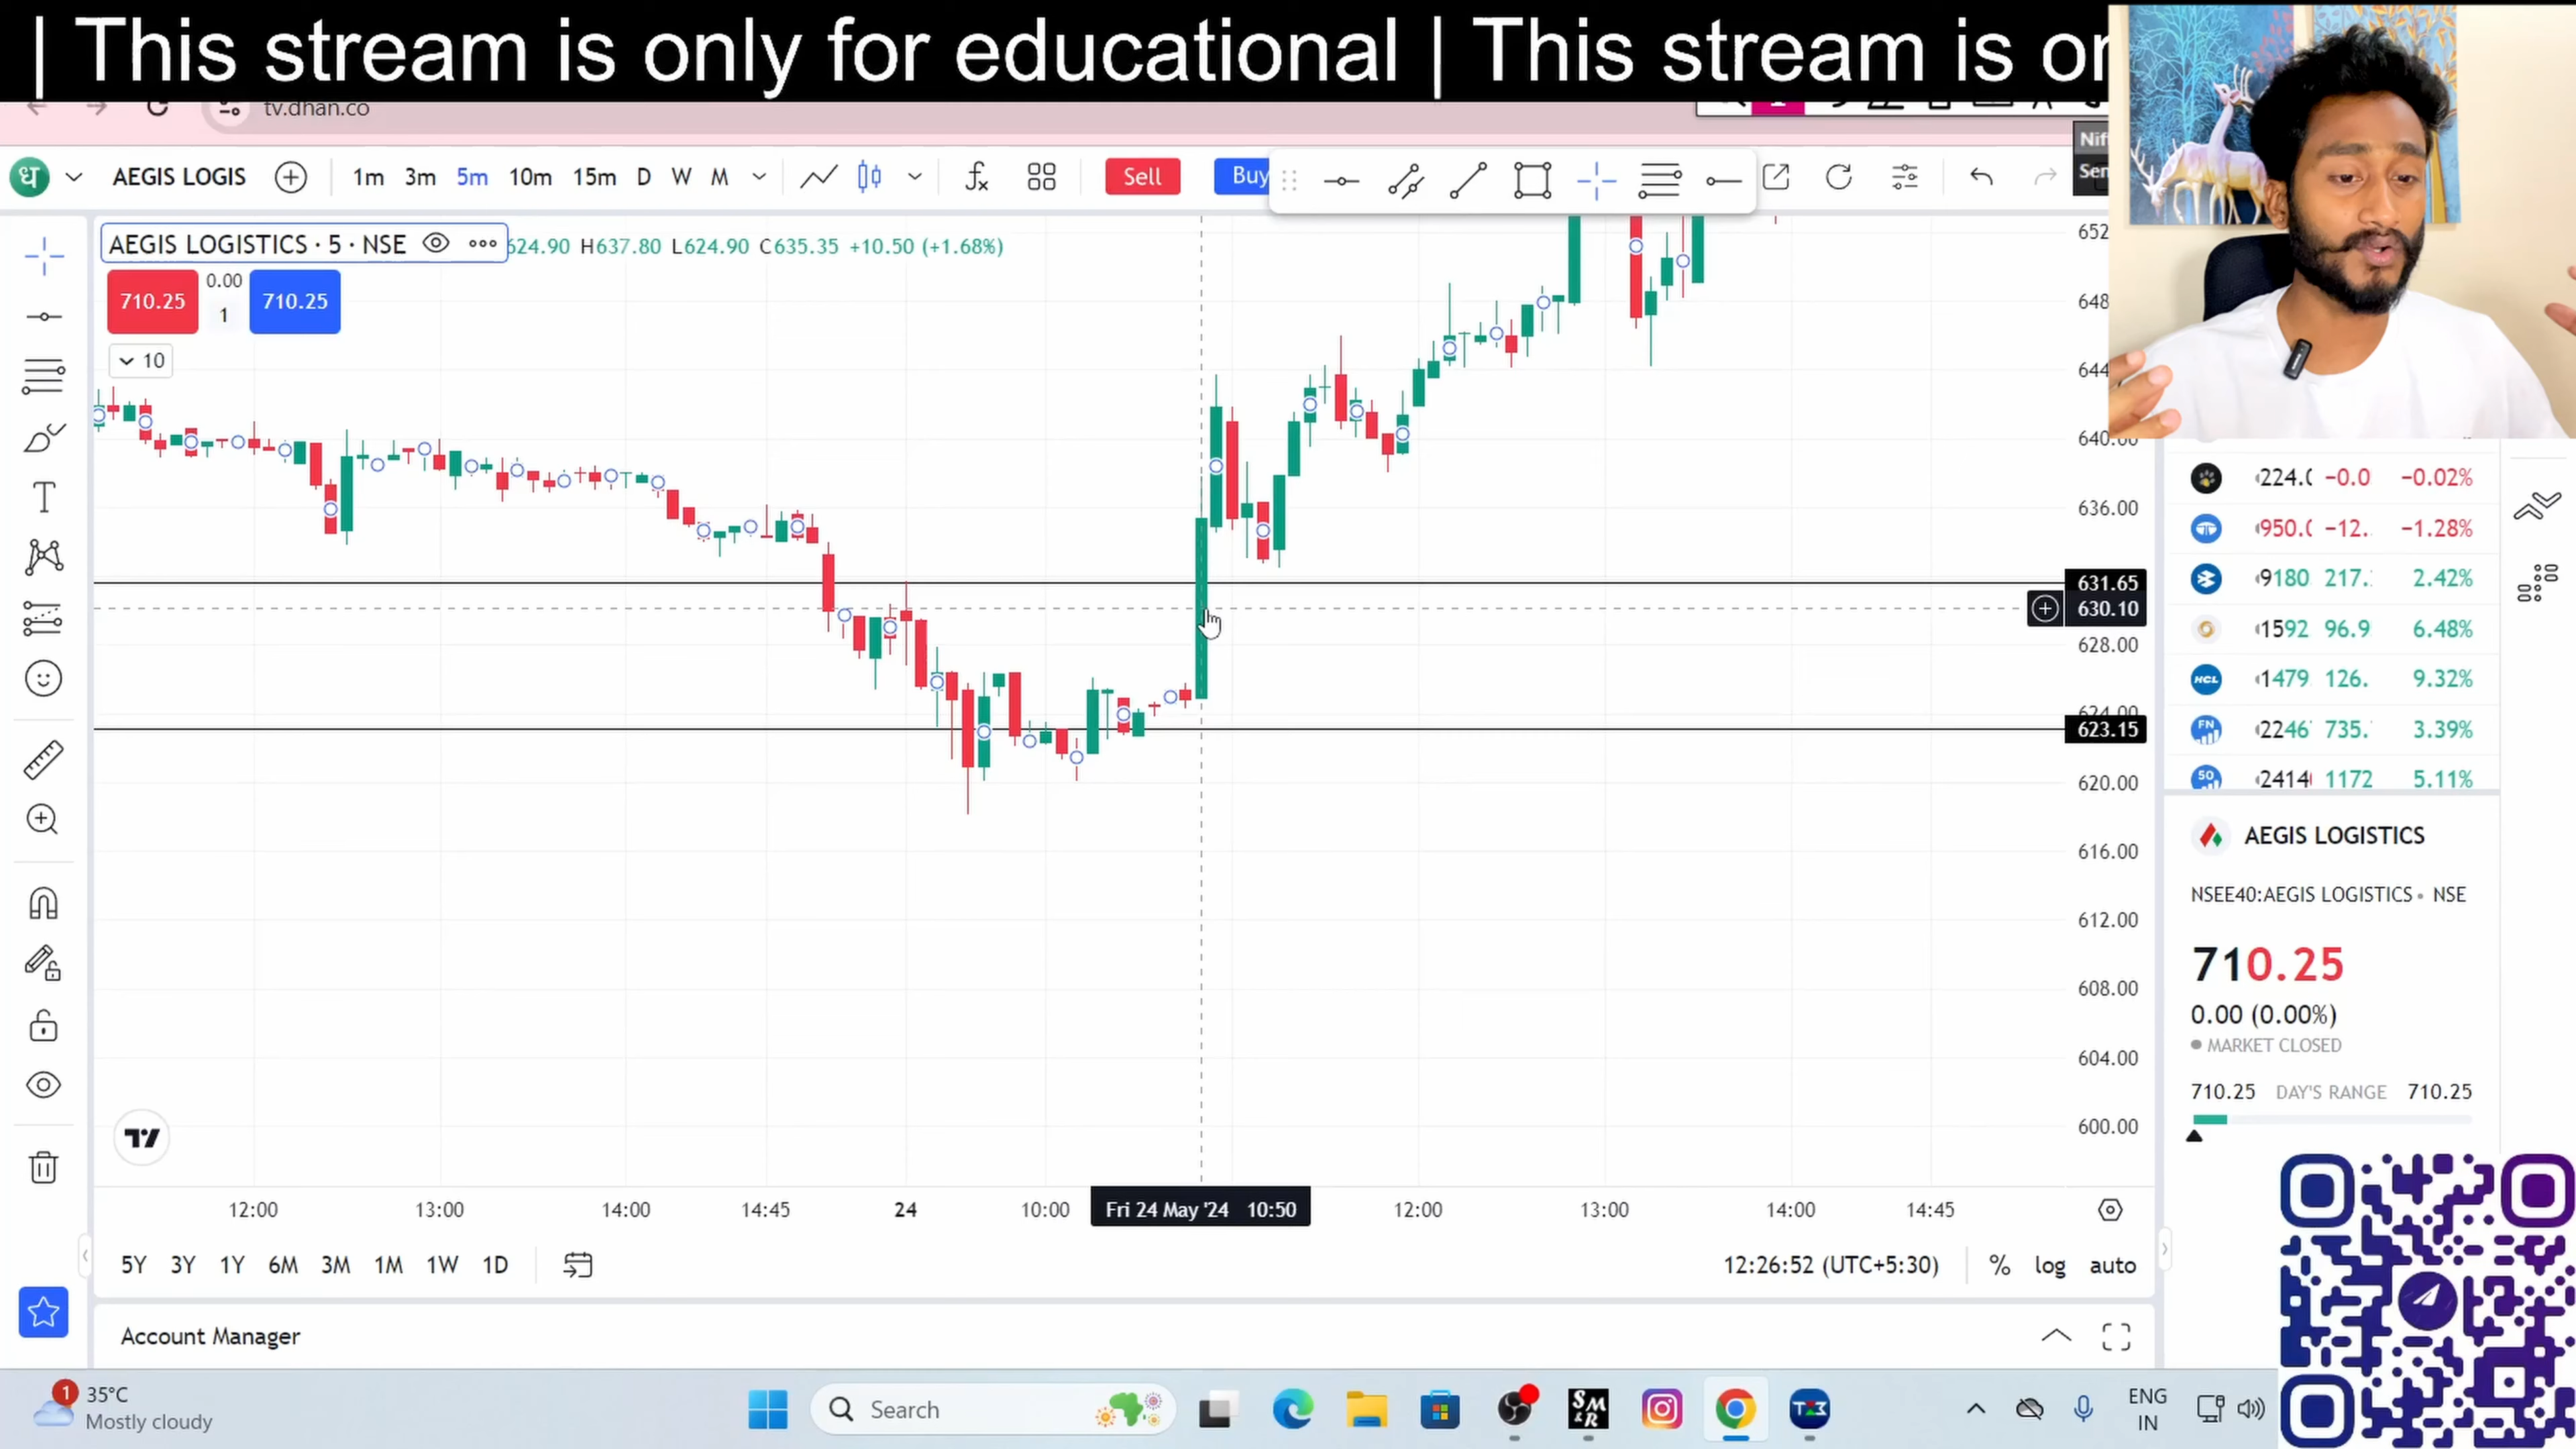 | This stream is only for educational | This stream is or
tv.dhan.co
Nif
Sen
ध AEGIS LOGIS 1m 3m 5m 10m 15m D W M Sell Buy
AEGIS LOGISTICS · 5 · NSE 624.90 H637.80 L624.90 C635.35 +10.50 (+1.68%)
710.25 0.00 1 710.25
10
652
648
644
640.00
636.00
631.65
630.10
628.00
624.00
623.15
620.00
616.00
612.00
608.00
604.00
600.00
12:00 13:00 14:00 14:45 24 10:00 Fri 24 May '24 10:50 12:00 13:00 14:00 14:45
5Y 3Y 1Y 6M 3M 1M 1W 1D 12:26:52 (UTC+5:30) % log auto
Account Manager
224.0 −0.0 −0.02%
950.0 −12. −1.28%
9180 217. 2.42%
1592 96.9 6.48%
HCL 1479 126. 9.32%
FN 2246 735. 3.39%
50 2414 1172 5.11%
AEGIS LOGISTICS
NSEE40:AEGIS LOGISTICS • NSE
710.25
0.00 (0.00%)
MARKET CLOSED
710.25 DAY'S RANGE 710.25
1 35°C
Mostly cloudy
Search
SM
&R
ENG
IN